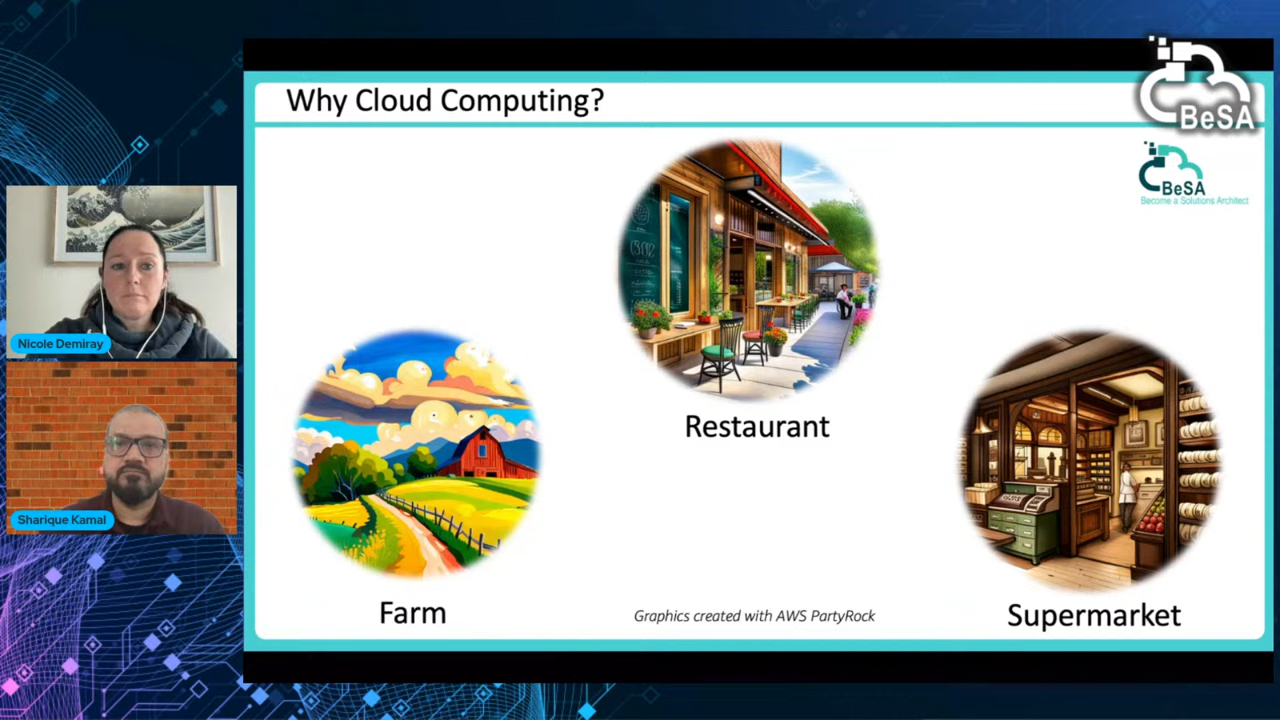 Why Cloud Computing?
BeSA
BeSA
Become a Solutions Architect
Nicole Demiray
Restaurant
Sharique Kamal
Farm
Graphics created with AWS PartyRock
Supermarket